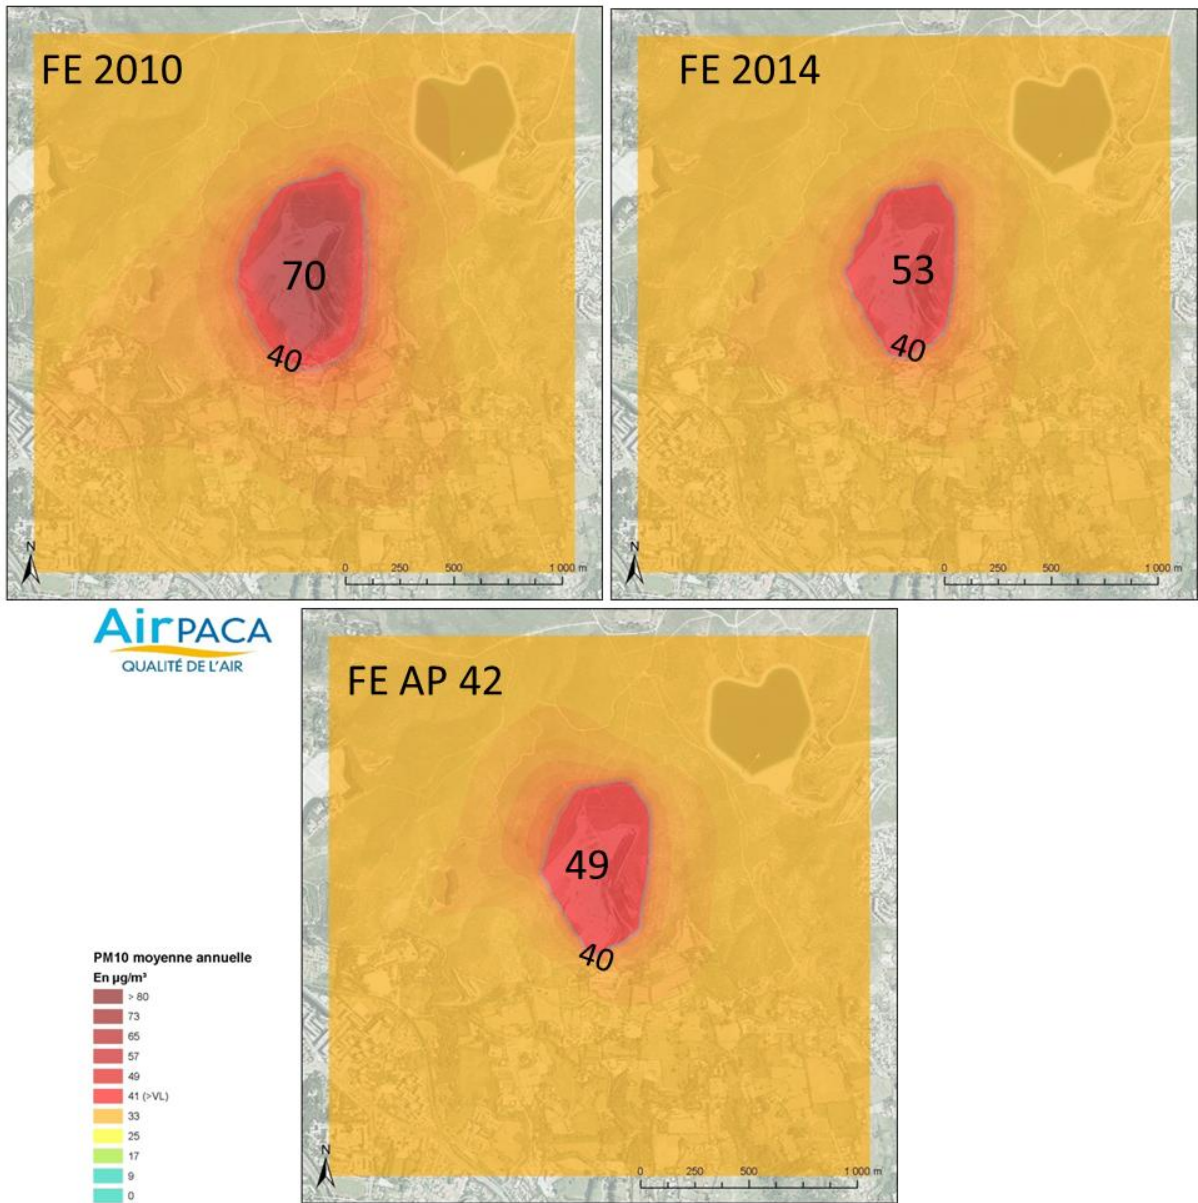 FE 2010
70
40
N
0 250 500 1 000 m
FE 2014
53
40
N
0 250 500 1 000 m
AirPACA
QUALITÉ DE L'AIR
FE AP 42
49
40
N
0 250 500 1 000 m
PM10 moyenne annuelle
En µg/m³
> 80
73
65
57
49
41 (>VL)
33
25
17
9
0